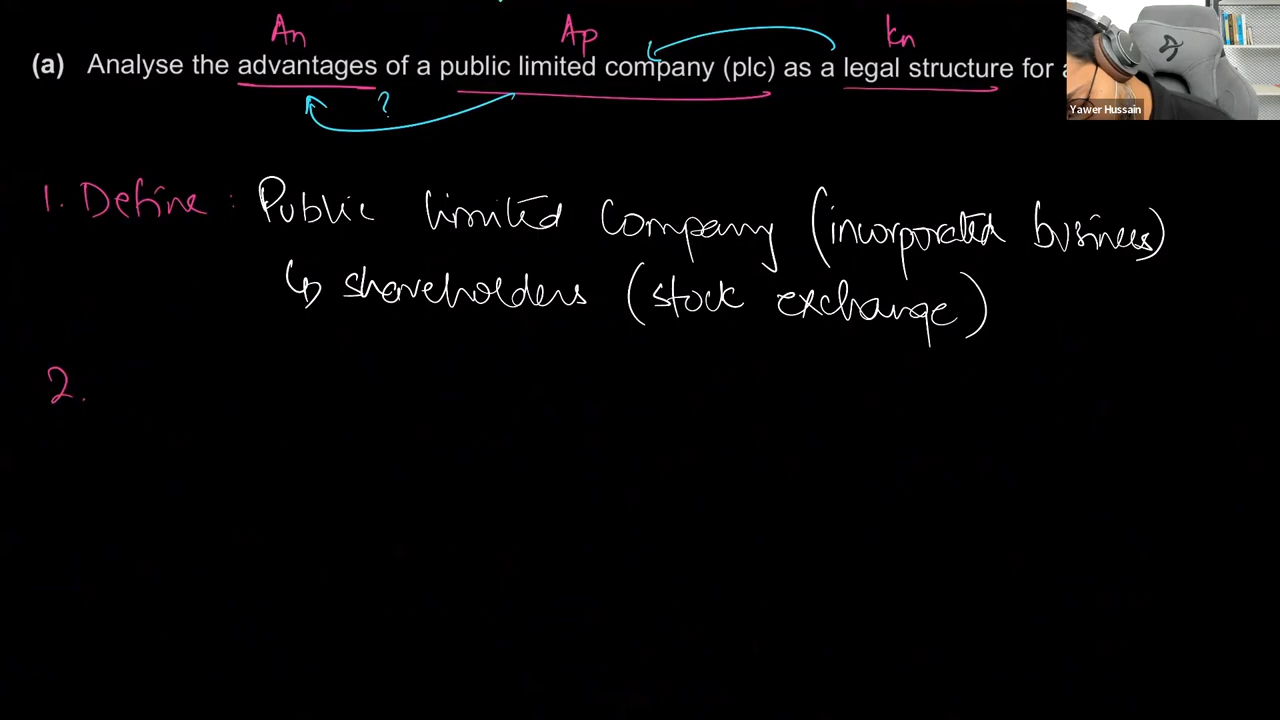 An Ap kn
(a) Analyse the advantages of a public limited company (plc) as a legal structure for
?
Yawer Hussain
1. Define : Public limited company (incorporated business)
↳ shareholders (stock exchange)
2.